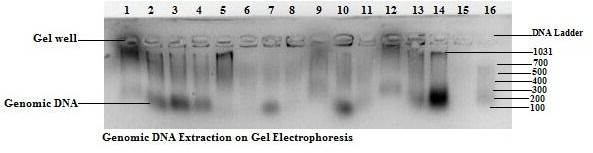 1 2 3 4 5 6 7 8 9 10 11 12 13 14 15 16
Gel well
DNA Ladder
1031
700
500
400
300
200
100
Genomic DNA
Genomic DNA Extraction on Gel Electrophoresis